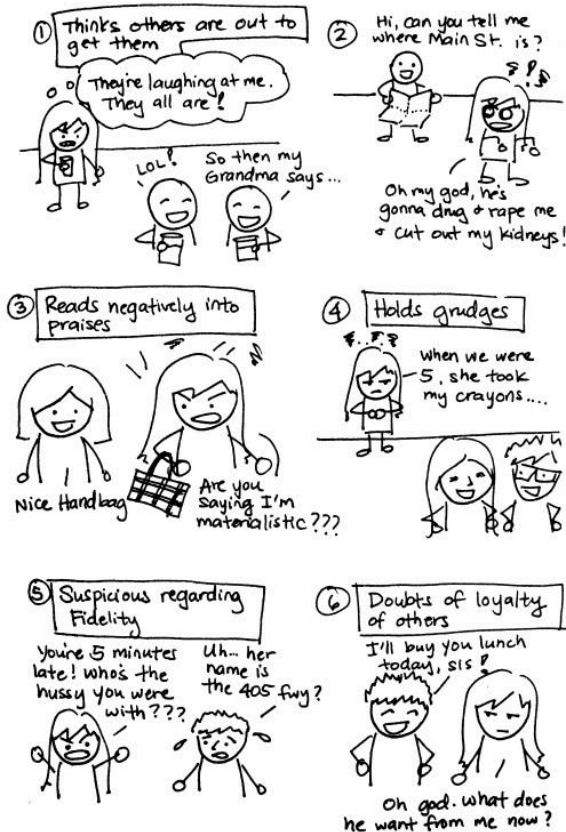 ① Thinks others are out to
get them
They're laughing at me.
They all are!
LOL!
So then my
Grandma says...
②
Hi, can you tell me
where Main St. is?
?!
Oh my god, he's
gonna drug & rape me
& cut out my kidneys!
③ Reads negatively into
praises
Nice Handbag
Are you
saying I'm
materialistic???
④ Holds grudges
When we were
5, she took
my crayons....
⑤ Suspicious regarding
Fidelity
You're 5 minutes
late! Who's the
hussy you were
with???
Uh... her
name is
the 405 fwy?
⑥ Doubts of loyalty
of others
I'll buy you lunch
today, sis!
Oh god. What does
he want from me now?